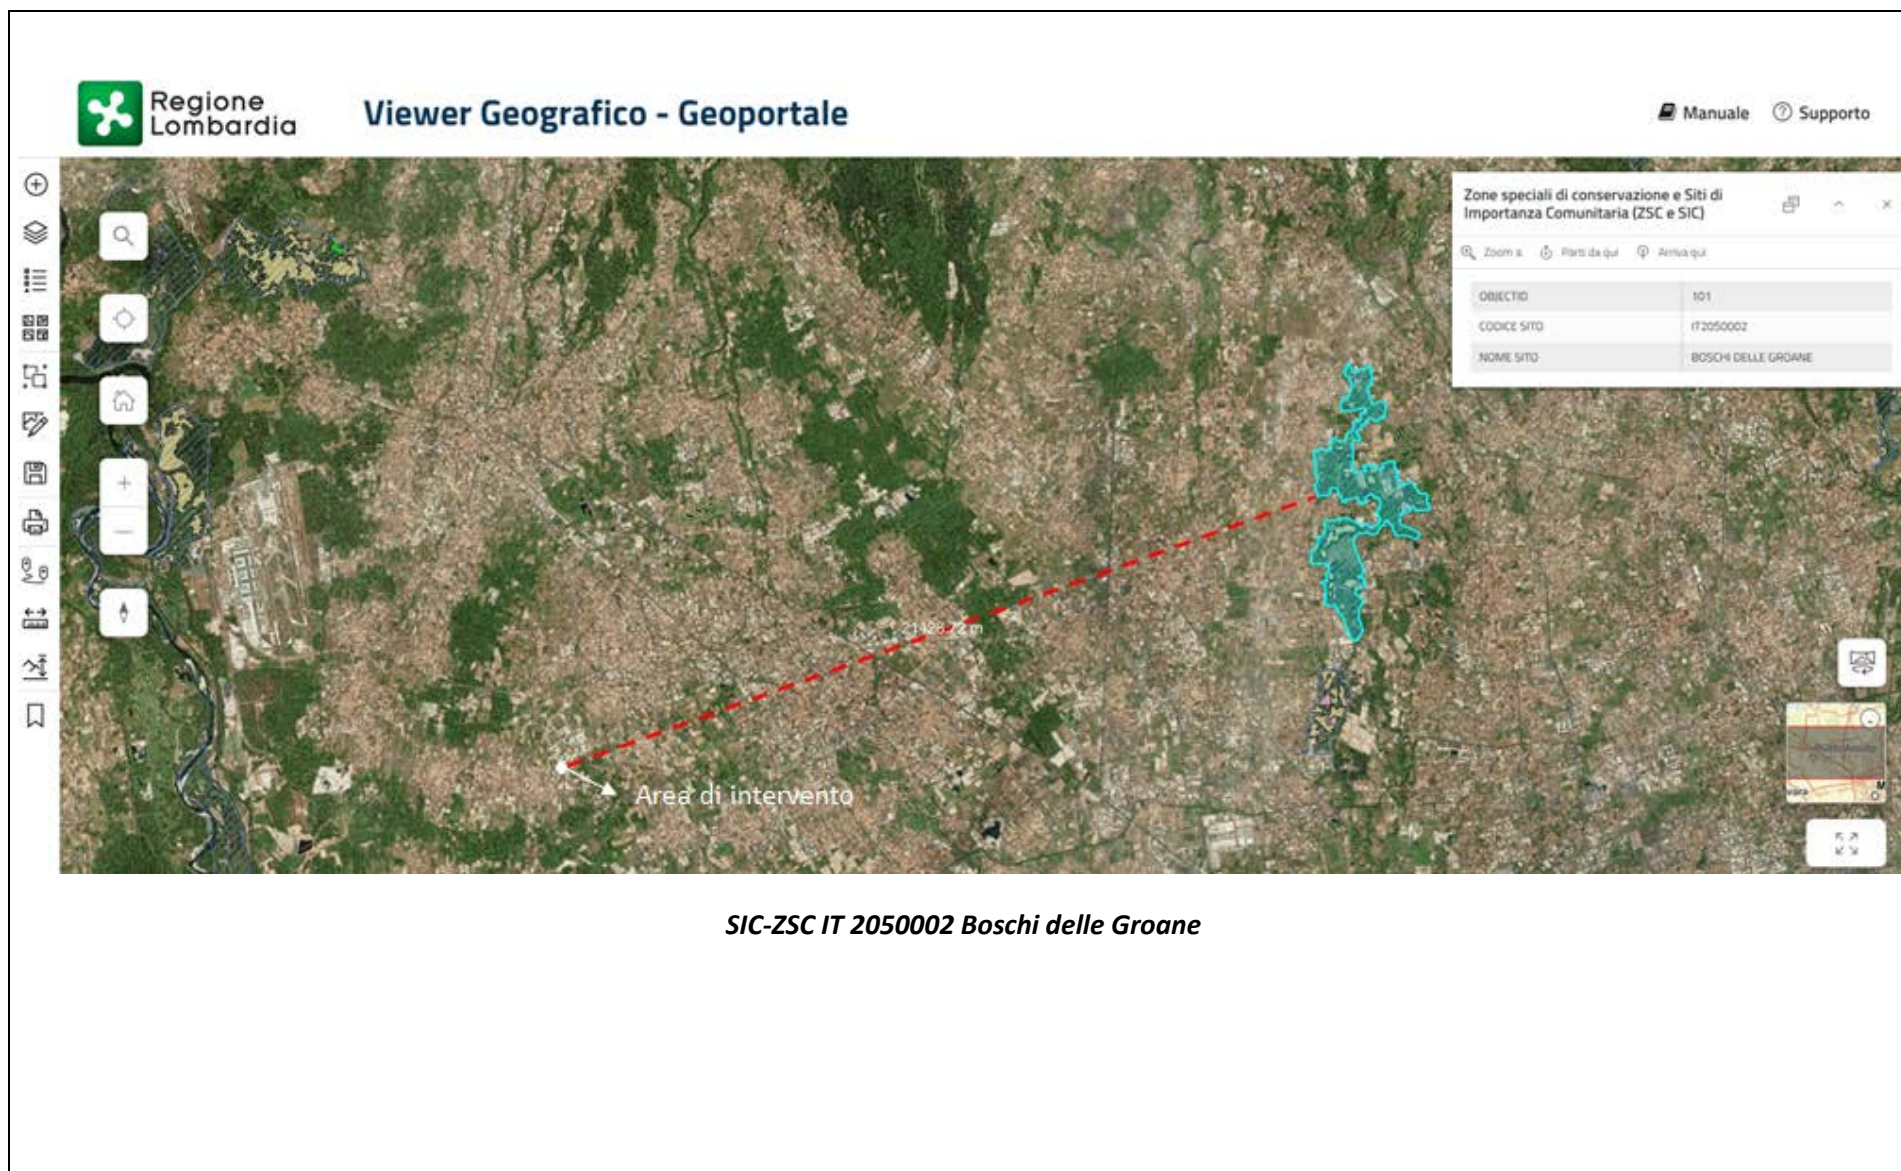 Regione
Lombardia
Viewer Geografico - Geoportale
Manuale
Supporto
Zone speciali di conservazione e Siti di
Importanza Comunitaria (ZSC e SIC)
Zoom a
Parti da qui
Arriva qui
OBJECTID 101
CODICE SITO IT2050002
NOME SITO BOSCHI DELLE GROANE
Area di intervento
SIC-ZSC IT 2050002 Boschi delle Groane